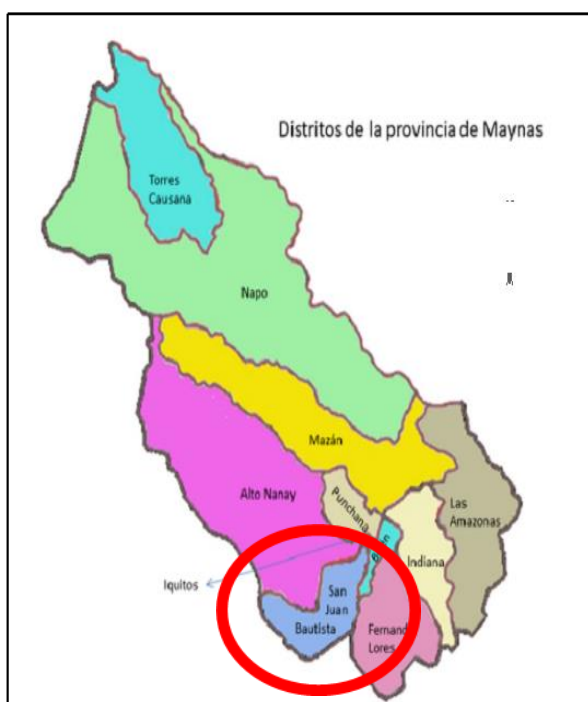 Distritos de la provincia de Maynas
Torres
Causana
Napo
Mazán
Alto Nanay
Punchana
Las
Amazonas
Indiana
Iquitos
San
Juan
Bautista
Lores